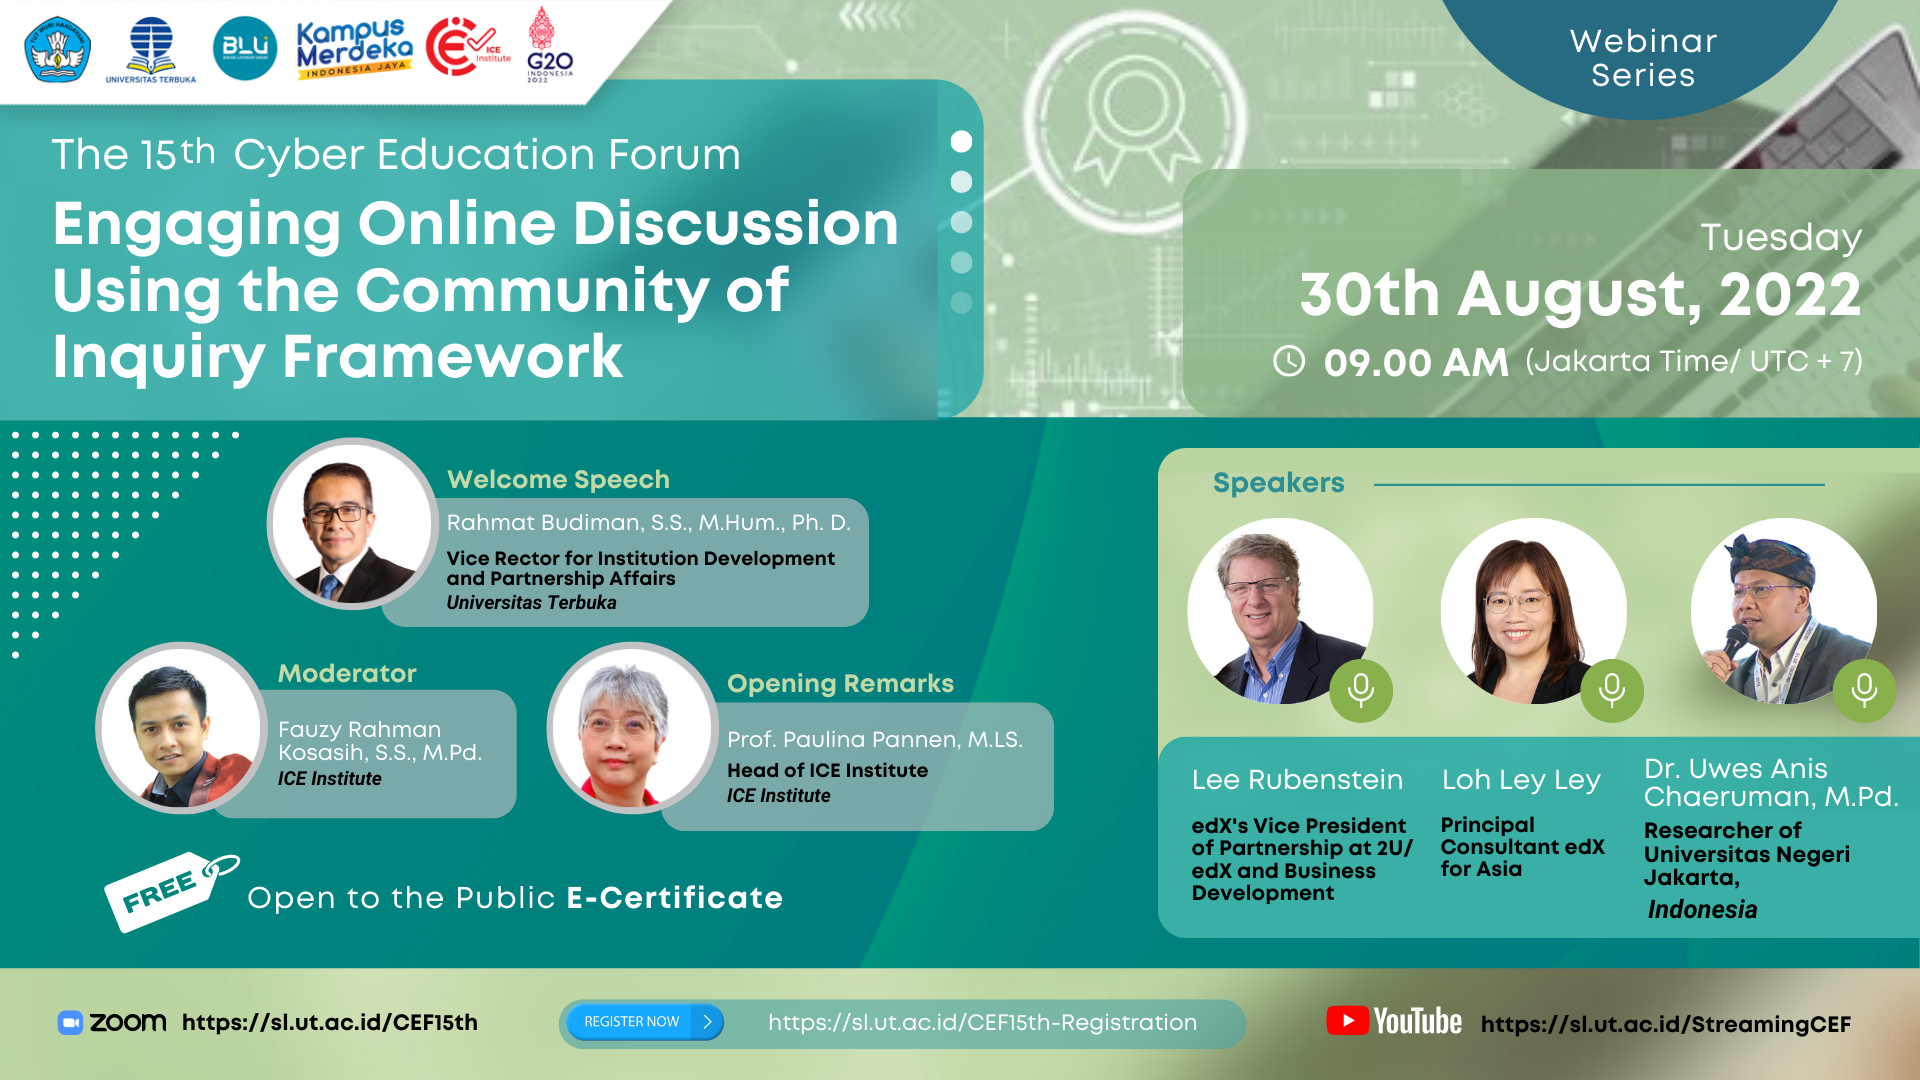 UNIVERSITAS TERBUKA
BLU
Kampus
Merdeka
INDONESIA JAYA
ICE
Institute
G20
INDONESIA
2022
Webinar
Series
The 15th Cyber Education Forum
Engaging Online Discussion
Using the Community of
Inquiry Framework
Tuesday
30th August, 2022
09.00 AM (Jakarta Time/ UTC + 7)
Welcome Speech
Rahmat Budiman, S.S., M.Hum., Ph. D.
Vice Rector for Institution Development
and Partnership Affairs
Universitas Terbuka
Moderator
Fauzy Rahman
Kosasih, S.S., M.Pd.
ICE Institute
Opening Remarks
Prof. Paulina Pannen, M.LS.
Head of ICE Institute
ICE Institute
Speakers
Lee Rubenstein
edX's Vice President
of Partnership at 2U/
edX and Business
Development
Loh Ley Ley
Principal
Consultant edX
for Asia
Dr. Uwes Anis
Chaeruman, M.Pd.
Researcher of
Universitas Negeri
Jakarta,
Indonesia
FREE
Open to the Public E-Certificate
zoom https://sl.ut.ac.id/CEF15th
REGISTER NOW https://sl.ut.ac.id/CEF15th-Registration
YouTube https://sl.ut.ac.id/StreamingCEF